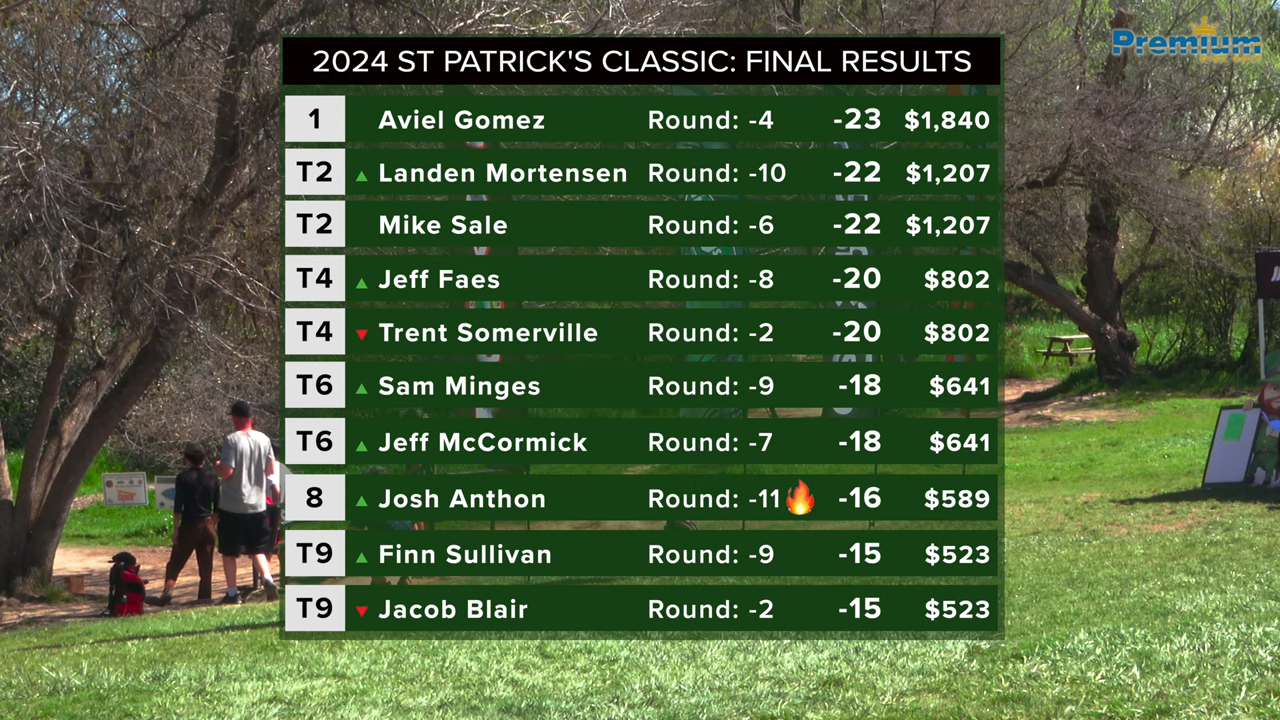 Premium
DISC GOLF
2024 ST PATRICK'S CLASSIC: FINAL RESULTS
1 Aviel Gomez Round: -4 -23 $1,840
T2 Landen Mortensen Round: -10 -22 $1,207
T2 Mike Sale Round: -6 -22 $1,207
T4 Jeff Faes Round: -8 -20 $802
T4 Trent Somerville Round: -2 -20 $802
T6 Sam Minges Round: -9 -18 $641
T6 Jeff McCormick Round: -7 -18 $641
8 Josh Anthon Round: -11🔥 -16 $589
T9 Finn Sullivan Round: -9 -15 $523
T9 Jacob Blair Round: -2 -15 $523